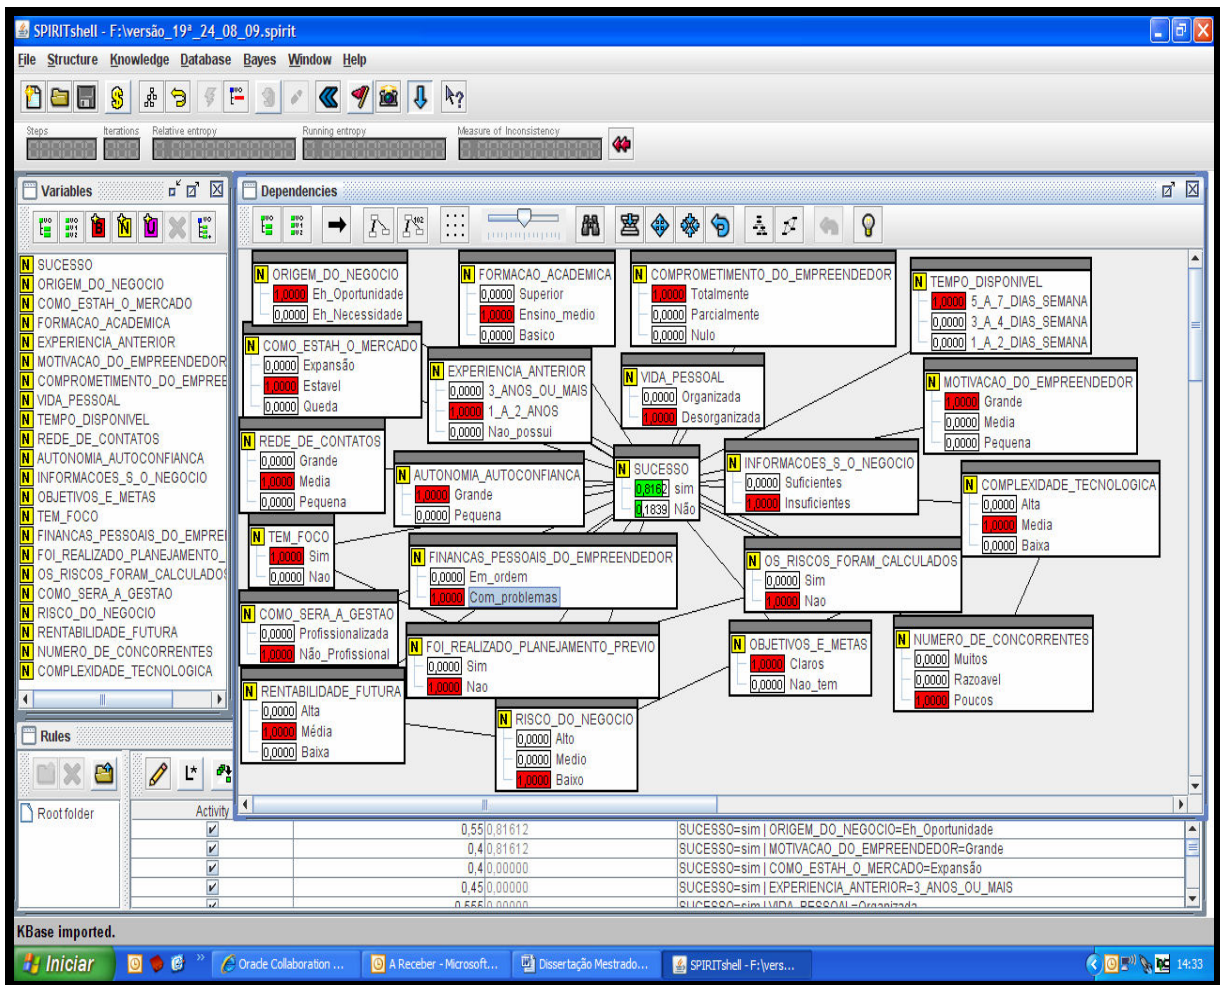 SPIRITshell - F:\versão_19ª_24_08_09.spirit
File Structure Knowledge Database Bayes Window Help
Steps Iterations Relative entropy Running entropy Measure of Inconsistency
Variables
SUCESSO
ORIGEM_DO_NEGOCIO
COMO_ESTAH_O_MERCADO
FORMACAO_ACADEMICA
EXPERIENCIA_ANTERIOR
MOTIVACAO_DO_EMPREENDEDOR
COMPROMETIMENTO_DO_EMPREE
VIDA_PESSOAL
TEMPO_DISPONIVEL
REDE_DE_CONTATOS
AUTONOMIA_AUTOCONFIANCA
INFORMACOES_S_O_NEGOCIO
OBJETIVOS_E_METAS
TEM_FOCO
FINANCAS_PESSOAIS_DO_EMPREI
FOI_REALIZADO_PLANEJAMENTO_
OS_RISCOS_FORAM_CALCULADOS
COMO_SERA_A_GESTAO
RISCO_DO_NEGOCIO
RENTABILIDADE_FUTURA
NUMERO_DE_CONCORRENTES
COMPLEXIDADE_TECNOLOGICA
Dependencies
N ORIGEM_DO_NEGOCIO
1,0000 Eh_Oportunidade
0,0000 Eh_Necessidade
N FORMACAO_ACADEMICA
0,0000 Superior
1,0000 Ensino_medio
0,0000 Basico
N COMPROMETIMENTO_DO_EMPREENDEDOR
1,0000 Totalmente
0,0000 Parcialmente
0,0000 Nulo
N TEMPO_DISPONIVEL
1,0000 5_A_7_DIAS_SEMANA
0,0000 3_A_4_DIAS_SEMANA
0,0000 1_A_2_DIAS_SEMANA
N COMO_ESTAH_O_MERCADO
0,0000 Expansão
1,0000 Estavel
0,0000 Queda
N EXPERIENCIA_ANTERIOR
0,0000 3_ANOS_OU_MAIS
1,0000 1_A_2_ANOS
0,0000 Nao_possui
N VIDA_PESSOAL
0,0000 Organizada
1,0000 Desorganizada
N MOTIVACAO_DO_EMPREENDEDOR
1,0000 Grande
0,0000 Media
0,0000 Pequena
N REDE_DE_CONTATOS
0,0000 Grande
1,0000 Media
0,0000 Pequena
N AUTONOMIA_AUTOCONFIANCA
1,0000 Grande
0,0000 Pequena
N SUCESSO
0,8162 sim
0,1839 Não
N INFORMACOES_S_O_NEGOCIO
0,0000 Suficientes
1,0000 Insuficientes
N COMPLEXIDADE_TECNOLOGICA
0,0000 Alta
1,0000 Media
0,0000 Baixa
N TEM_FOCO
1,0000 Sim
0,0000 Nao
N FINANCAS_PESSOAIS_DO_EMPREENDEDOR
0,0000 Em_ordem
1,0000 Com_problemas
N OS_RISCOS_FORAM_CALCULADOS
0,0000 Sim
1,0000 Nao
N COMO_SERA_A_GESTAO
0,0000 Profissionalizada
1,0000 Não_Profissional
N FOI_REALIZADO_PLANEJAMENTO_PREVIO
0,0000 Sim
1,0000 Nao
N OBJETIVOS_E_METAS
1,0000 Claros
0,0000 Nao_tem
N NUMERO_DE_CONCORRENTES
0,0000 Muitos
0,0000 Razoavel
1,0000 Poucos
N RENTABILIDADE_FUTURA
0,0000 Alta
1,0000 Média
0,0000 Baixa
N RISCO_DO_NEGOCIO
0,0000 Alto
0,0000 Medio
1,0000 Baixo
Rules
Root folder
Activity
0,55 0,81612 SUCESSO=sim | ORIGEM_DO_NEGOCIO=Eh_Oportunidade
0,4 0,81612 SUCESSO=sim | MOTIVACAO_DO_EMPREENDEDOR=Grande
0,4 0,00000 SUCESSO=sim | COMO_ESTAH_O_MERCADO=Expansão
0,45 0,00000 SUCESSO=sim | EXPERIENCIA_ANTERIOR=3_ANOS_OU_MAIS
0,555 0,00000 SUCESSO=sim | VIDA_PESSOAL=Organizada
KBase imported.
Iniciar Oracle Collaboration ... A Receber - Microsoft... Dissertação Mestrado... SPIRITshell - F:\vers... 14:33